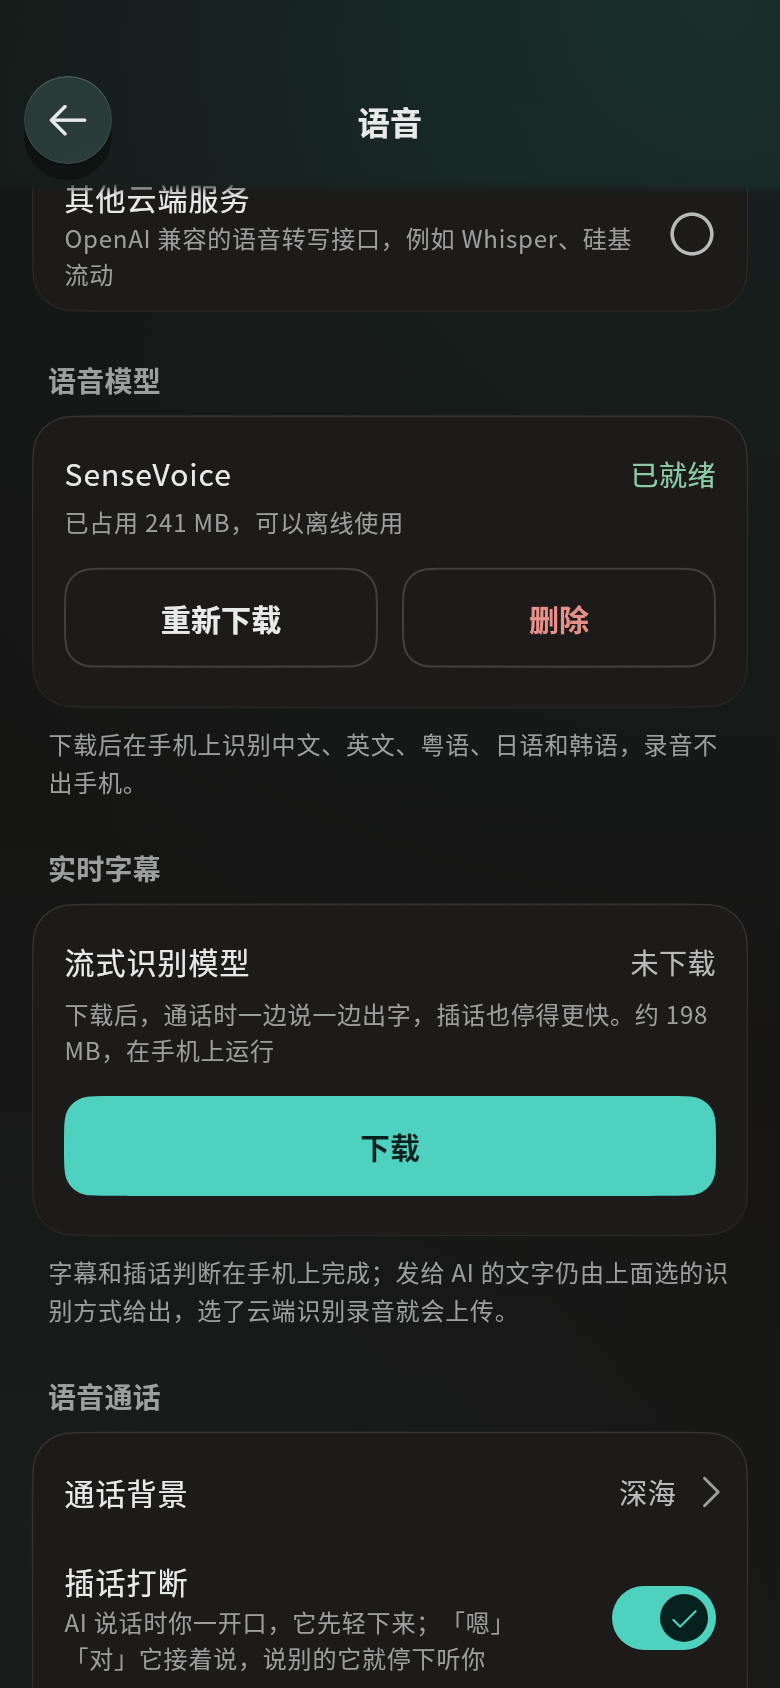 语音
其他云端服务
OpenAI 兼容的语音转写接口，例如 Whisper、硅基
流动
语音模型
SenseVoice
已就绪
已占用 241 MB，可以离线使用
重新下载
删除
下载后在手机上识别中文、英文、粤语、日语和韩语，录音不
出手机。
实时字幕
流式识别模型
未下载
下载后，通话时一边说一边出字，插话也停得更快。约 198
MB，在手机上运行
下载
字幕和插话判断在手机上完成；发给 AI 的文字仍由上面选的识
别方式给出，选了云端识别录音就会上传。
语音通话
通话背景
深海
插话打断
AI 说话时你一开口，它先轻下来；「嗯」
「对」它接着说，说别的它就停下听你